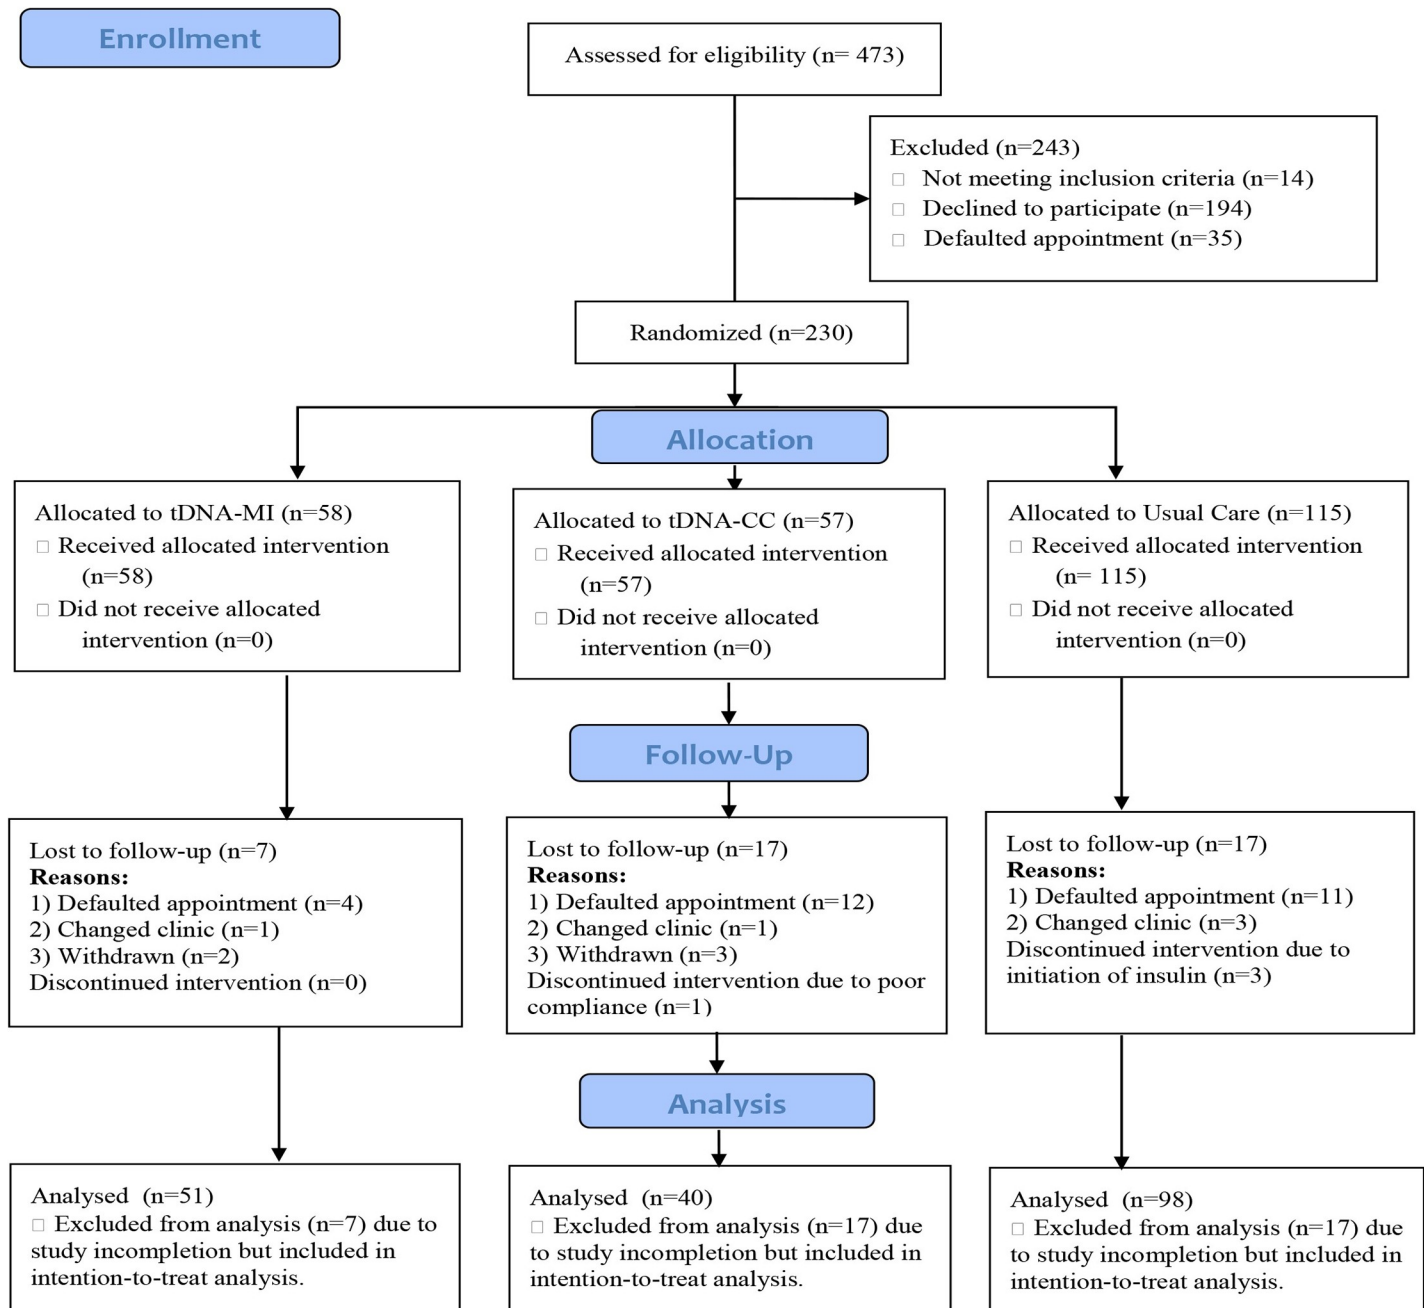 Enrollment
Assessed for eligibility (n= 473)
Excluded (n=243)
□ Not meeting inclusion criteria (n=14)
□ Declined to participate (n=194)
□ Defaulted appointment (n=35)
Randomized (n=230)
Allocation
Allocated to tDNA-MI (n=58)
□ Received allocated intervention
(n=58)
□ Did not receive allocated
intervention (n=0)
Allocated to tDNA-CC (n=57)
□ Received allocated intervention
(n=57)
□ Did not receive allocated
intervention (n=0)
Allocated to Usual Care (n=115)
□ Received allocated intervention
(n= 115)
□ Did not receive allocated
intervention (n=0)
Follow-Up
Lost to follow-up (n=7)
Reasons:
1) Defaulted appointment (n=4)
2) Changed clinic (n=1)
3) Withdrawn (n=2)
Discontinued intervention (n=0)
Lost to follow-up (n=17)
Reasons:
1) Defaulted appointment (n=12)
2) Changed clinic (n=1)
3) Withdrawn (n=3)
Discontinued intervention due to poor
compliance (n=1)
Lost to follow-up (n=17)
Reasons:
1) Defaulted appointment (n=11)
2) Changed clinic (n=3)
Discontinued intervention due to
initiation of insulin (n=3)
Analysis
Analysed (n=51)
□ Excluded from analysis (n=7) due to
study incompletion but included in
intention-to-treat analysis.
Analysed (n=40)
□ Excluded from analysis (n=17) due
to study incompletion but included in
intention-to-treat analysis.
Analysed (n=98)
□ Excluded from analysis (n=17) due
to study incompletion but included in
intention-to-treat analysis.